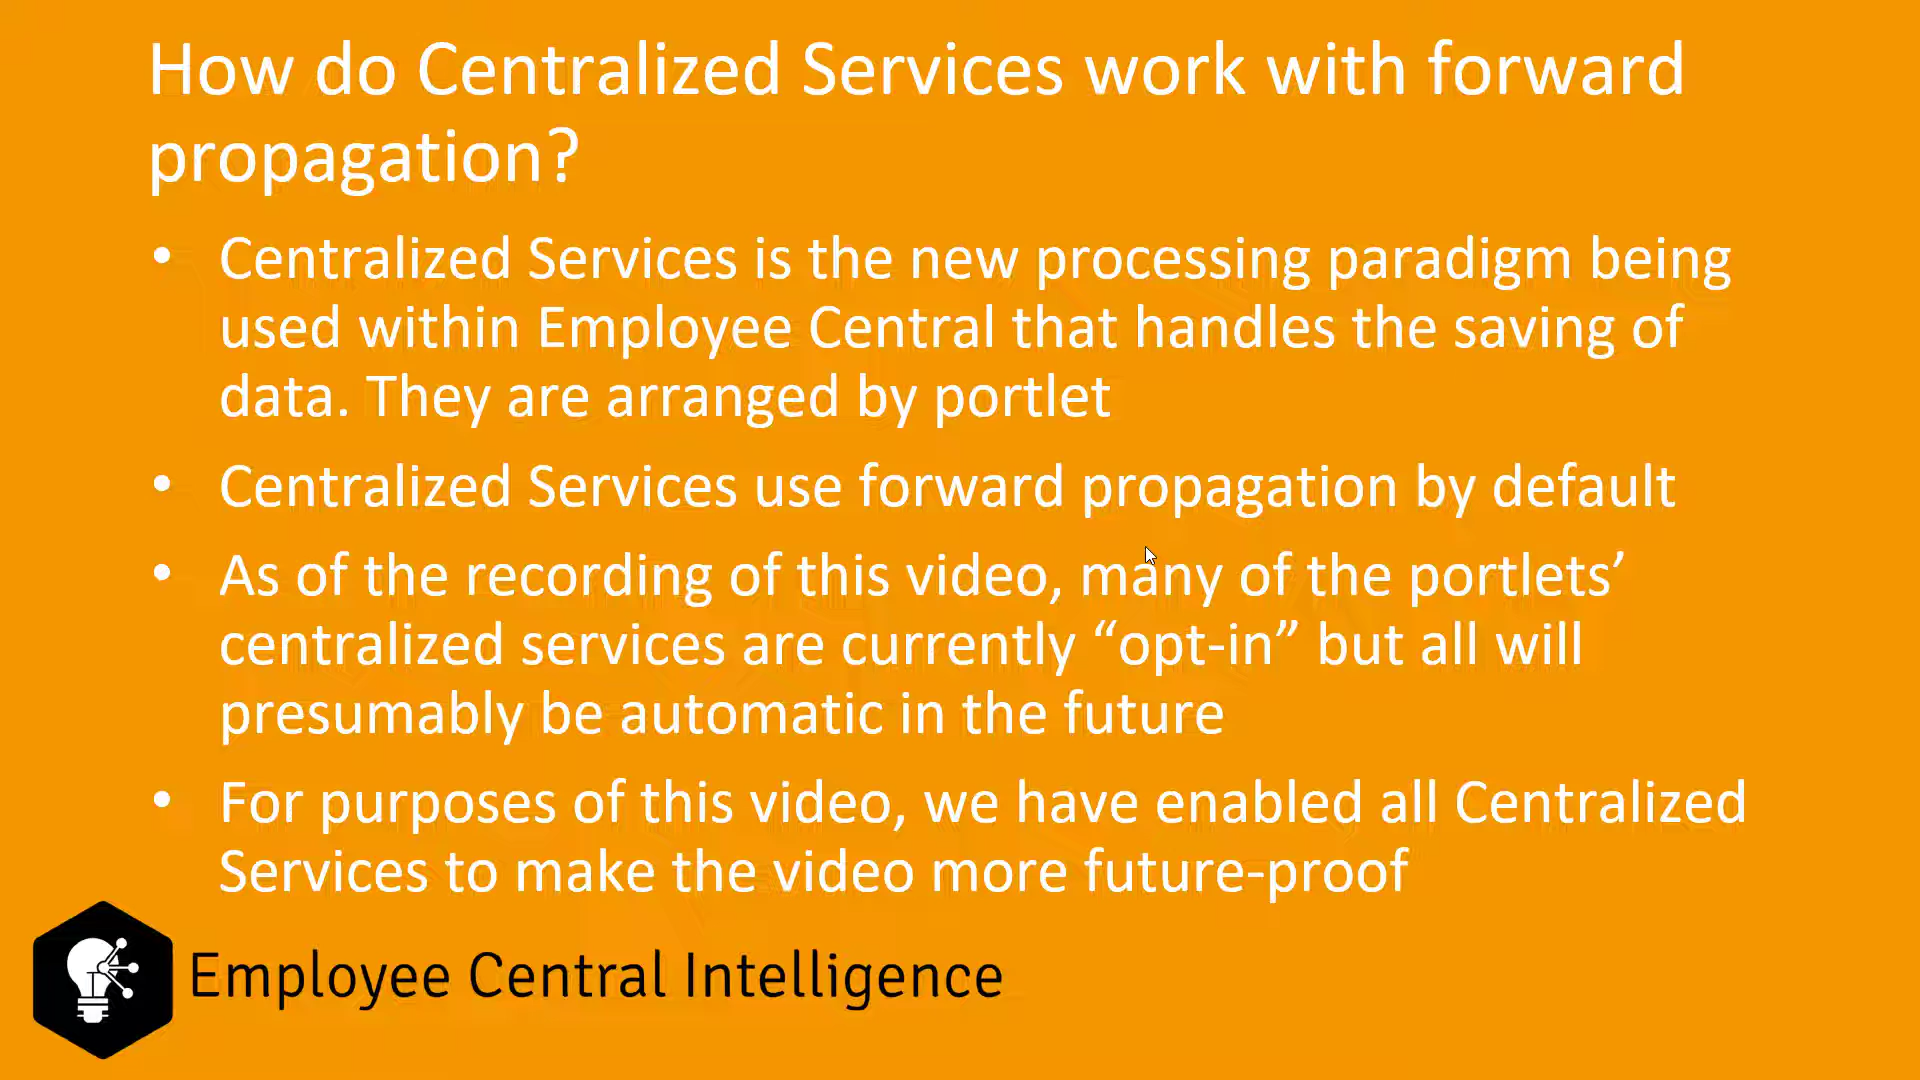 How do Centralized Services work with forward
propagation?
• Centralized Services is the new processing paradigm being
used within Employee Central that handles the saving of
data. They are arranged by portlet
• Centralized Services use forward propagation by default
• As of the recording of this video, many of the portlets’
centralized services are currently “opt-in” but all will
presumably be automatic in the future
• For purposes of this video, we have enabled all Centralized
Services to make the video more future-proof
Employee Central Intelligence